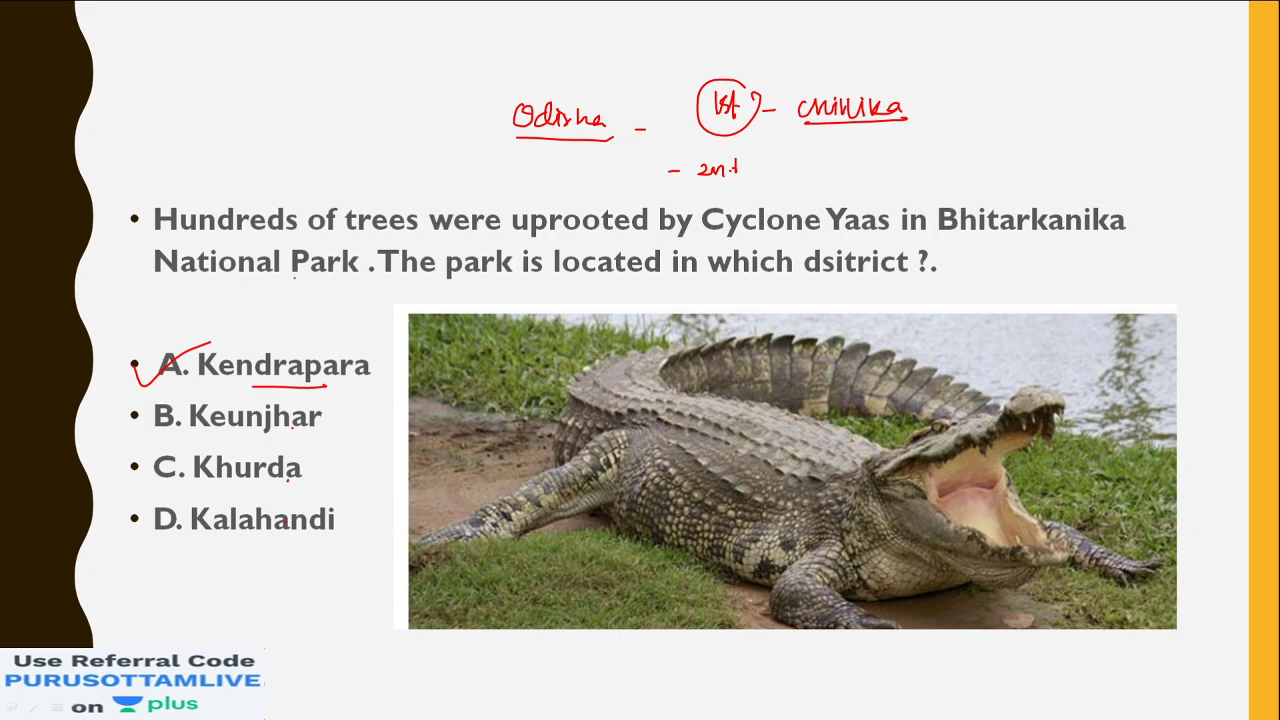 Odisha - 1st - Chilika
- 2nd
• Hundreds of trees were uprooted by Cyclone Yaas in Bhitarkanika
National Park .The park is located in which dsitrict ?.
• A. Kendrapara
• B. Keunjhar
• C. Khurda
• D. Kalahandi
Use Referral Code
PURUSOTTAMLIVE
on plus